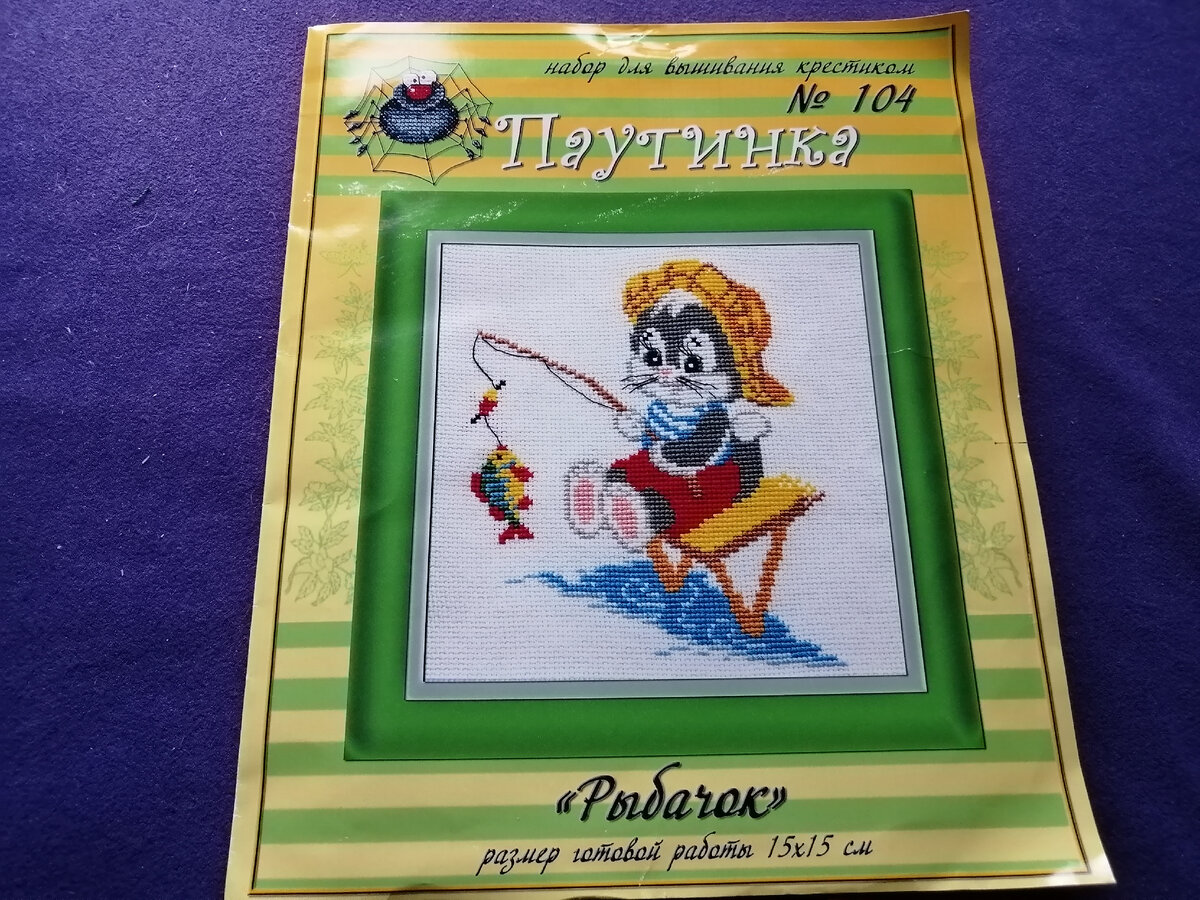 набор для вышивания крестиком
№ 104
Паутинка
«Рыбачок»
размер готовой работы 15х15 см